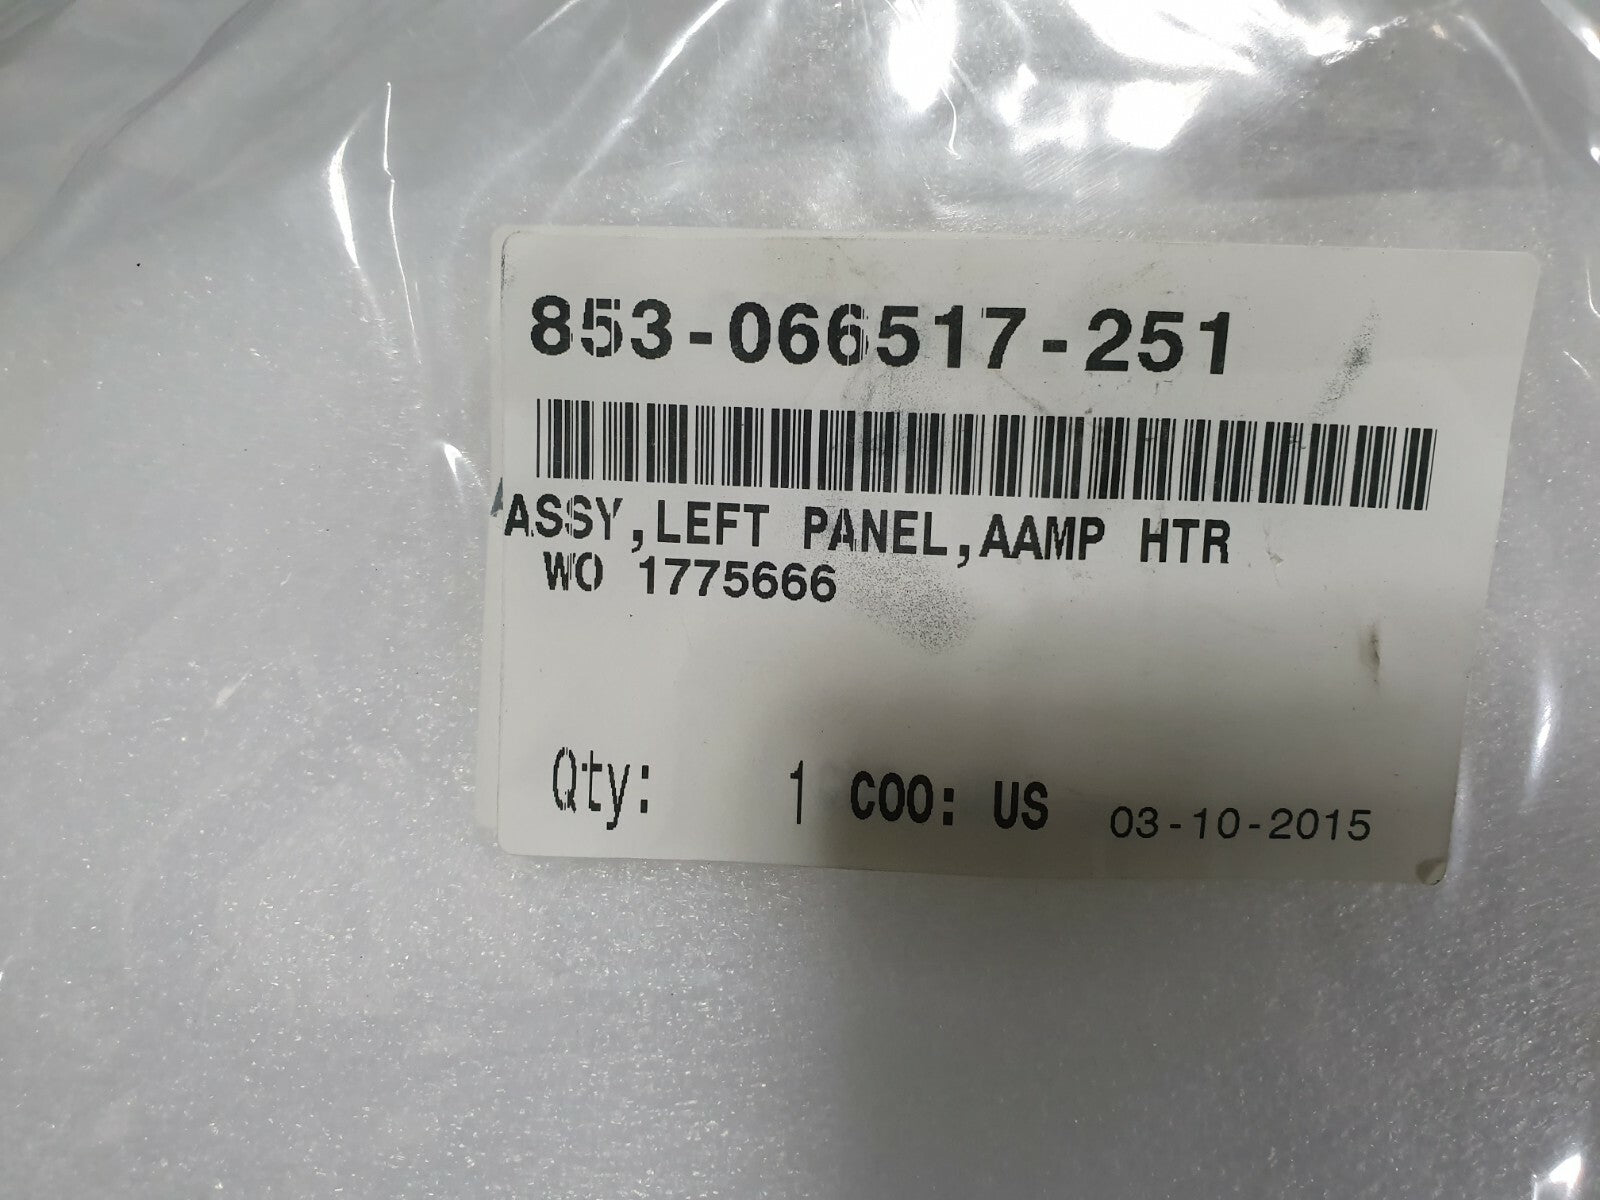 853-066517-251
ASSY,LEFT PANEL,AAMP HTR
WO 1775666
Qty: 1 COO: US 03-10-2015